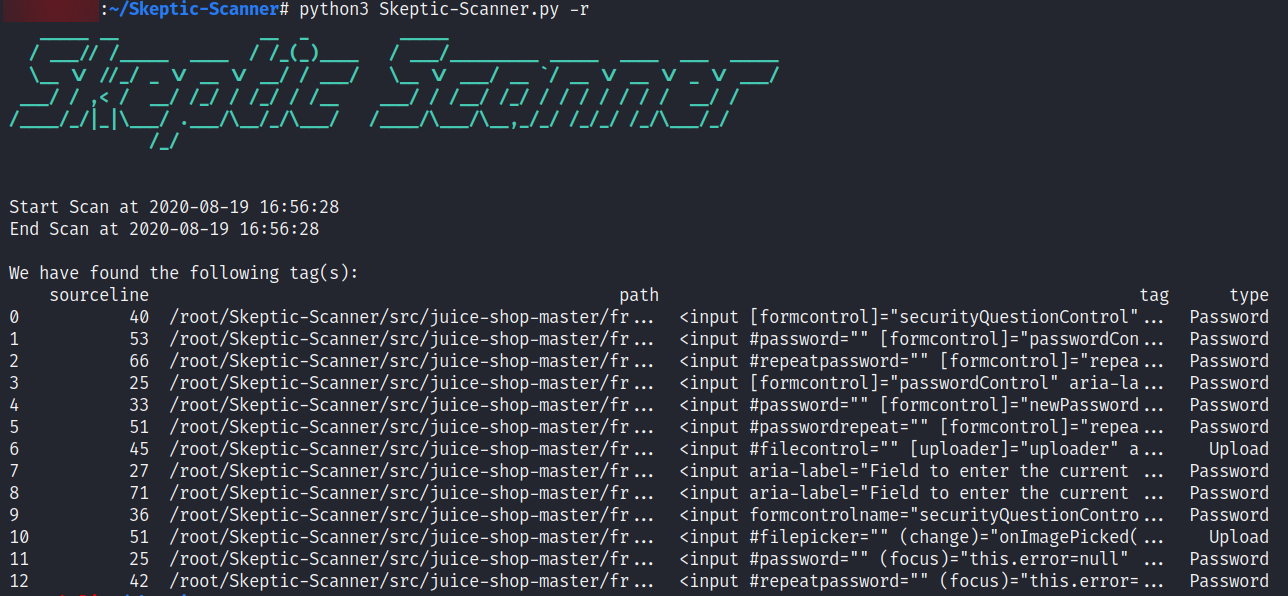 :~/Skeptic-Scanner# python3 Skeptic-Scanner.py -r
Skeptic Scanner
Start Scan at 2020-08-19 16:56:28
End Scan at 2020-08-19 16:56:28
We have found the following tag(s):
sourceline path tag type
0 40 /root/Skeptic-Scanner/src/juice-shop-master/fr... <input [formcontrol]="securityQuestionControl"... Password
1 53 /root/Skeptic-Scanner/src/juice-shop-master/fr... <input #password="" [formcontrol]="passwordCon... Password
2 66 /root/Skeptic-Scanner/src/juice-shop-master/fr... <input #repeatpassword="" [formcontrol]="repea... Password
3 25 /root/Skeptic-Scanner/src/juice-shop-master/fr... <input [formcontrol]="passwordControl" aria-la... Password
4 33 /root/Skeptic-Scanner/src/juice-shop-master/fr... <input #password="" [formcontrol]="newPassword... Password
5 51 /root/Skeptic-Scanner/src/juice-shop-master/fr... <input #passwordrepeat="" [formcontrol]="repea... Password
6 45 /root/Skeptic-Scanner/src/juice-shop-master/fr... <input #filecontrol="" [uploader]="uploader" a... Upload
7 27 /root/Skeptic-Scanner/src/juice-shop-master/fr... <input aria-label="Field to enter the current ... Password
8 71 /root/Skeptic-Scanner/src/juice-shop-master/fr... <input aria-label="Field to enter the current ... Password
9 36 /root/Skeptic-Scanner/src/juice-shop-master/fr... <input formcontrolname="securityQuestionContro... Password
10 51 /root/Skeptic-Scanner/src/juice-shop-master/fr... <input #filepicker="" (change)="onImagePicked(... Upload
11 25 /root/Skeptic-Scanner/src/juice-shop-master/fr... <input #password="" (focus)="this.error=null" ... Password
12 42 /root/Skeptic-Scanner/src/juice-shop-master/fr... <input #repeatpassword="" (focus)="this.error=... Password